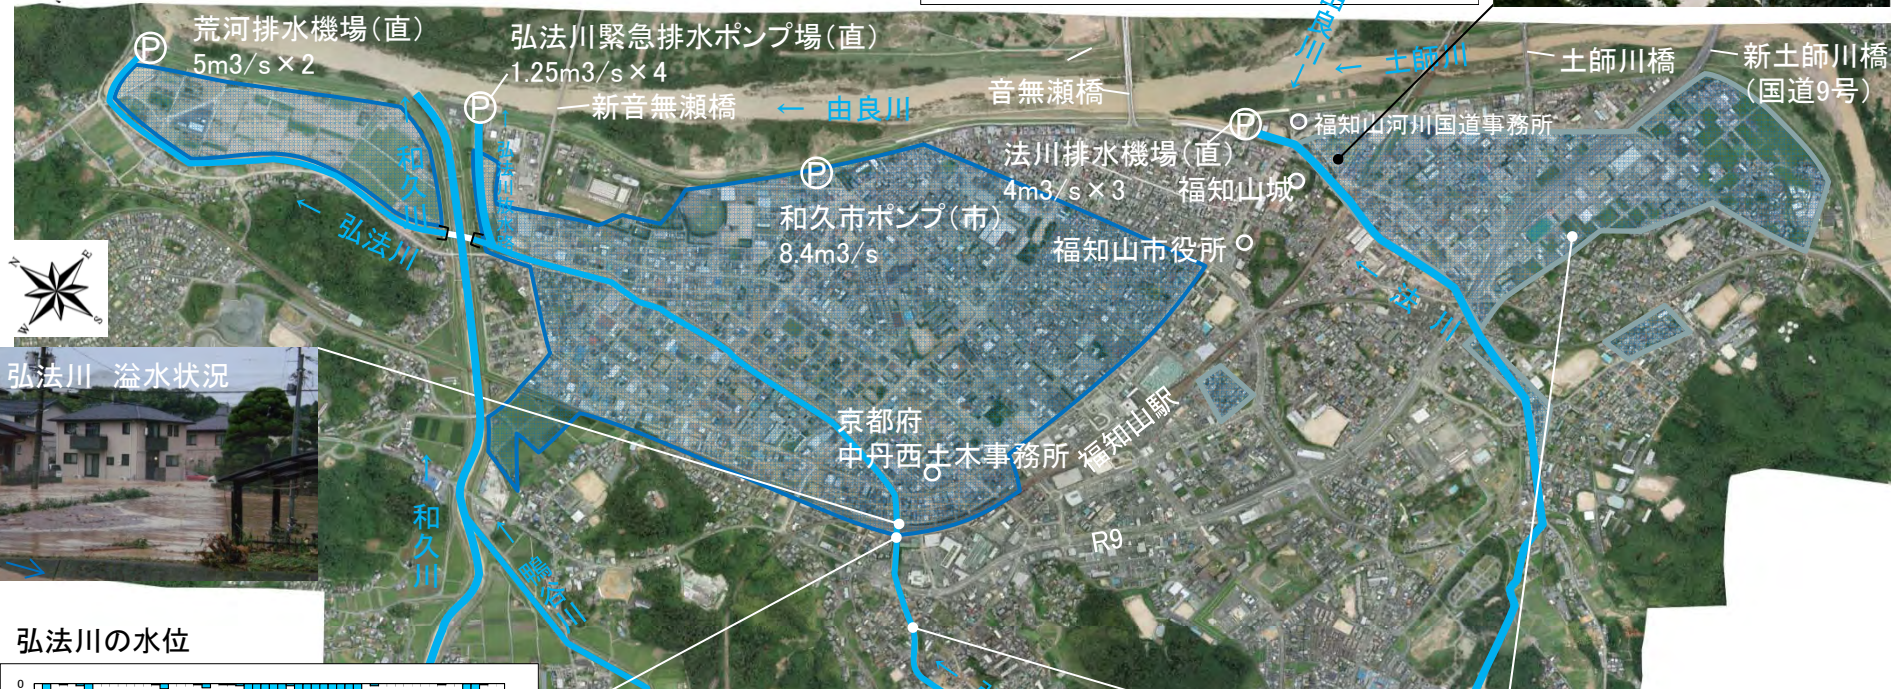 荒河排水機場(直)
5m3/s×2
弘法川緊急排水ポンプ場(直)
1.25m3/s×4
新音無瀬橋
← 由良川
音無瀬橋
由良川
←
← 土師川
土師川橋
新土師川橋
(国道9号)
P
P
P
P
福知山河川国道事務所
法川排水機場(直)
4m3/s×3
福知山城
和久市ポンプ(市)
8.4m3/s
福知山市役所
和久川
←
← 弘法川
← 法川
N
E
W
S
弘法川 溢水状況
京都府
中丹西土木事務所
福知山駅
R9
和久川
←
弘法川の水位
0